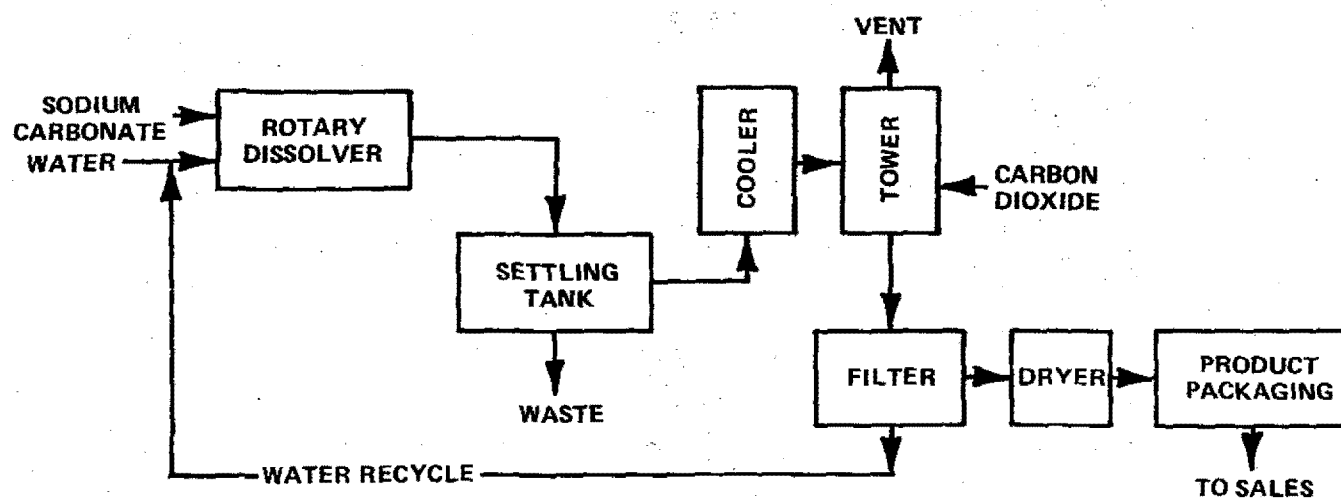 VENT
SODIUM
CARBONATE
WATER
ROTARY
DISSOLVER
COOLER
TOWER
CARBON
DIOXIDE
SETTLING
TANK
WASTE
FILTER
DRYER
PRODUCT
PACKAGING
WATER RECYCLE
TO SALES